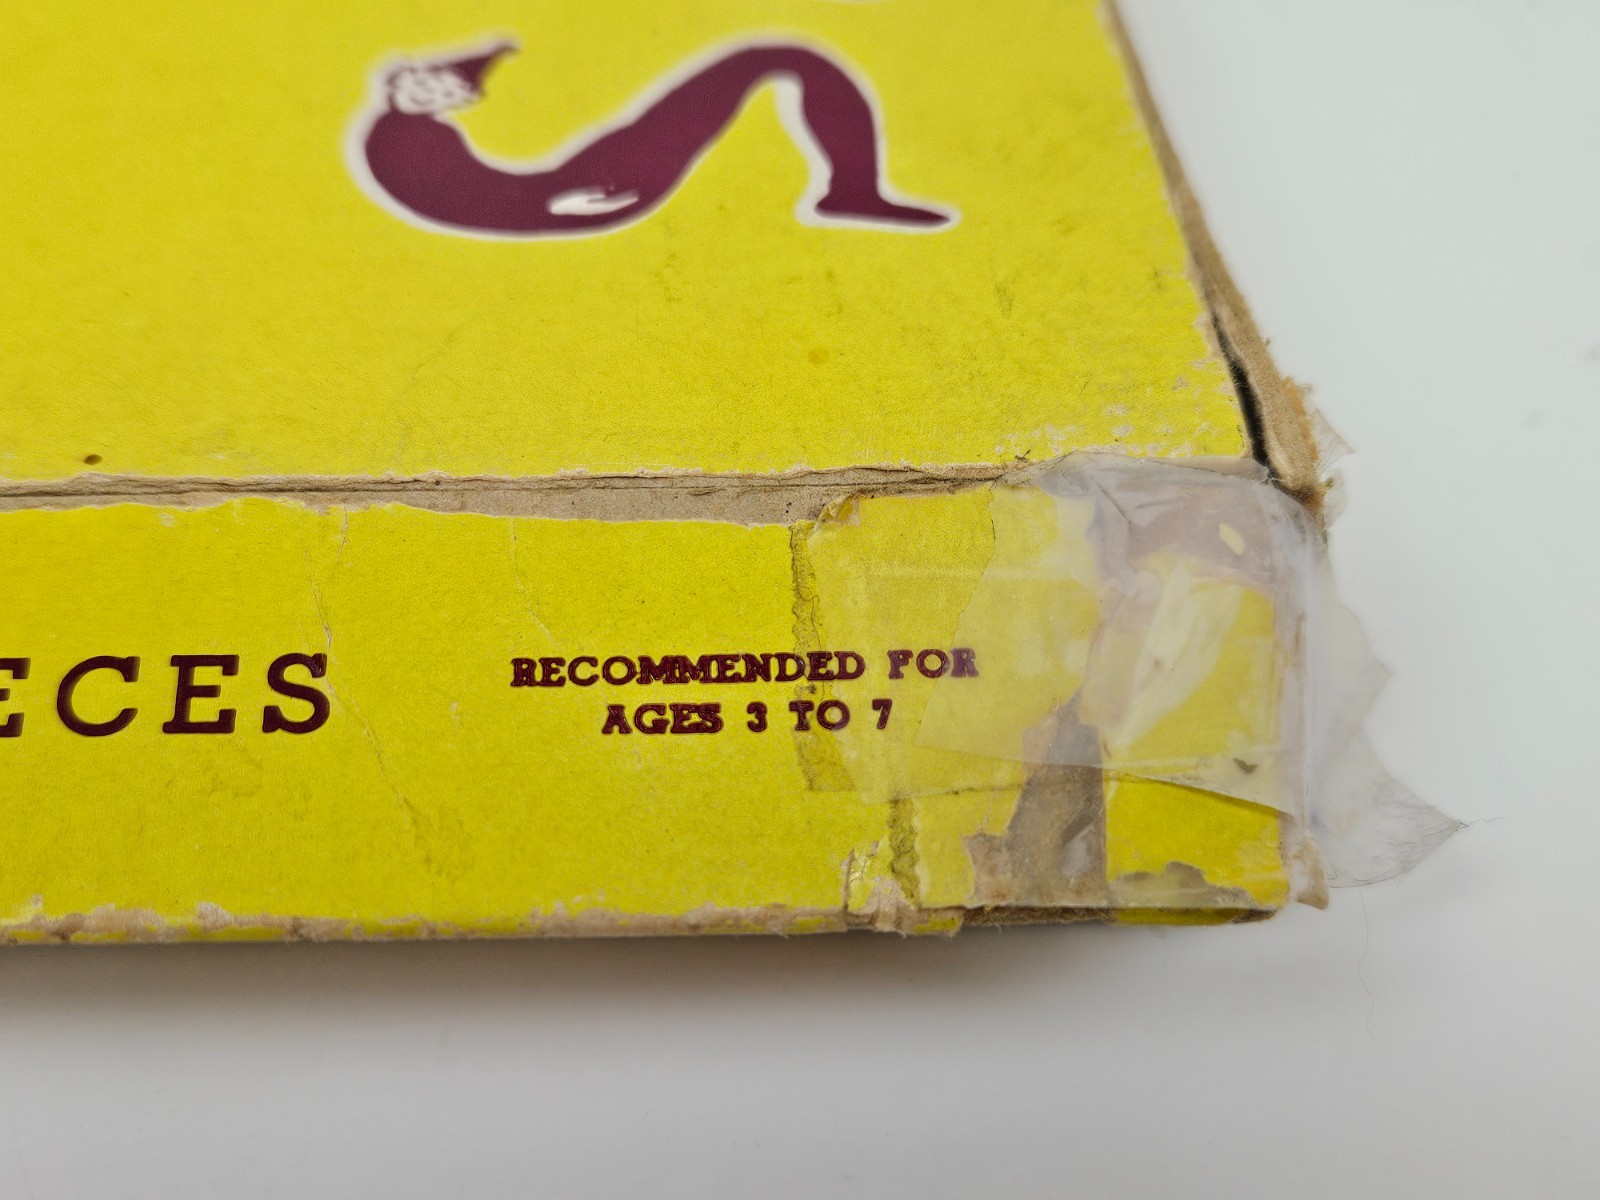 ECES
RECOMMENDED FOR
AGES 3 TO 7